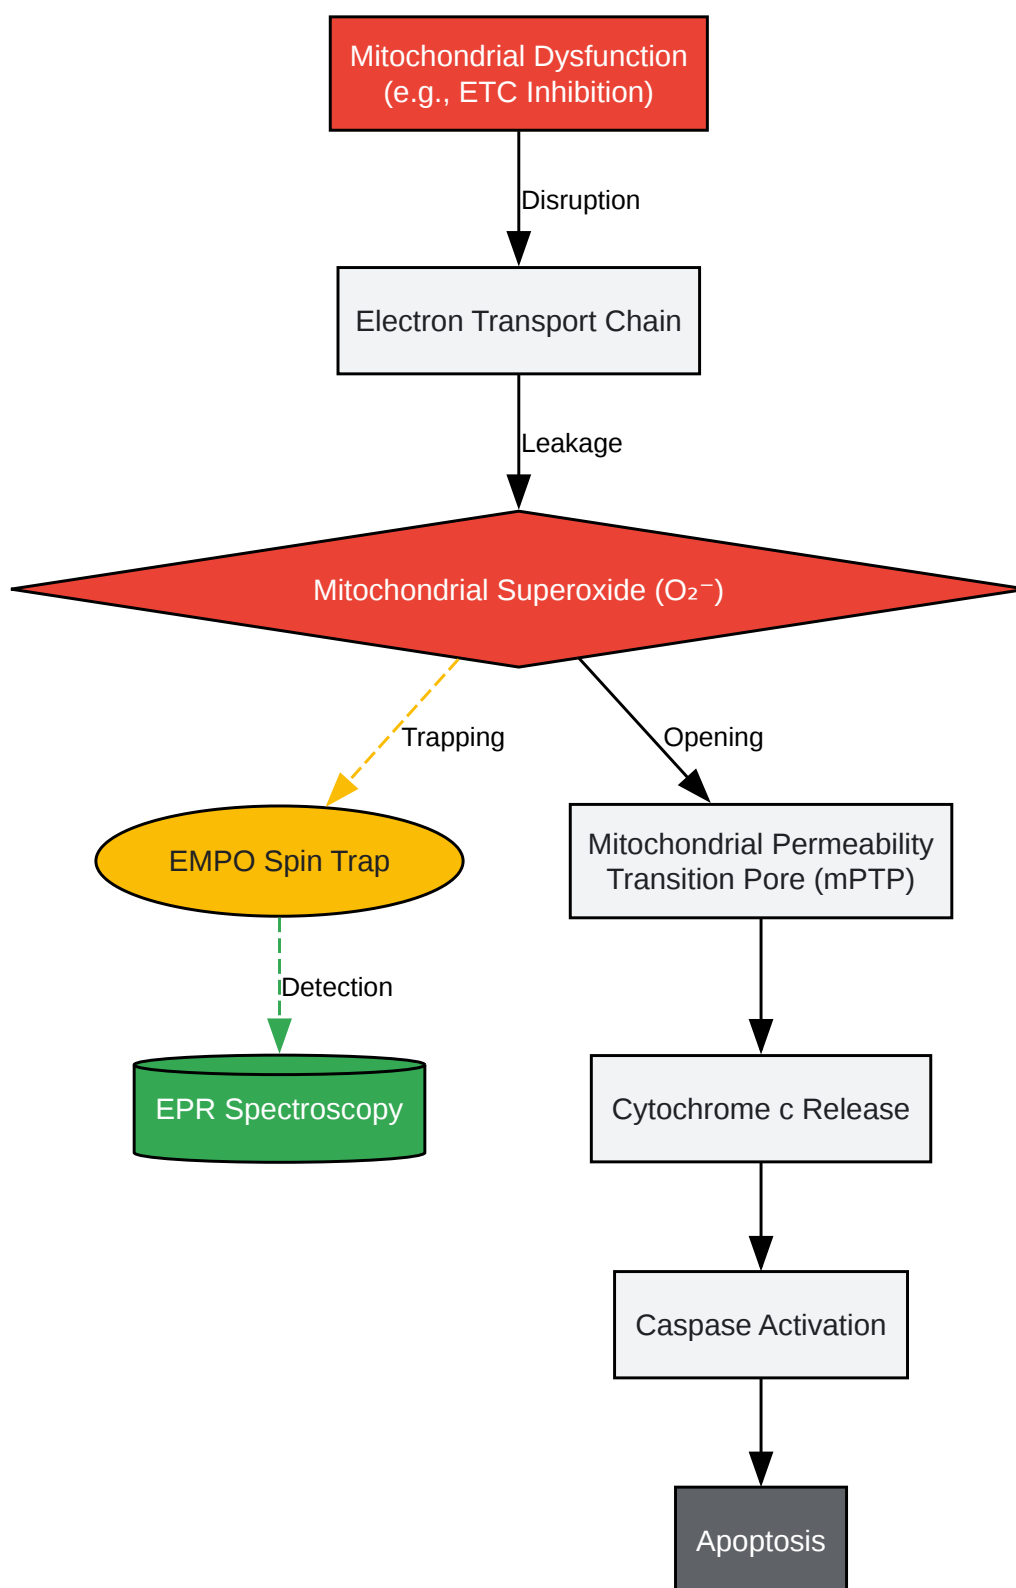 Mitochondrial Dysfunction
(e.g., ETC Inhibition)
Disruption
Electron Transport Chain
Leakage
Mitochondrial Superoxide (O₂⁻)
Trapping
Opening
EMPO Spin Trap
Mitochondrial Permeability
Transition Pore (mPTP)
Detection
EPR Spectroscopy
Cytochrome c Release
Caspase Activation
Apoptosis